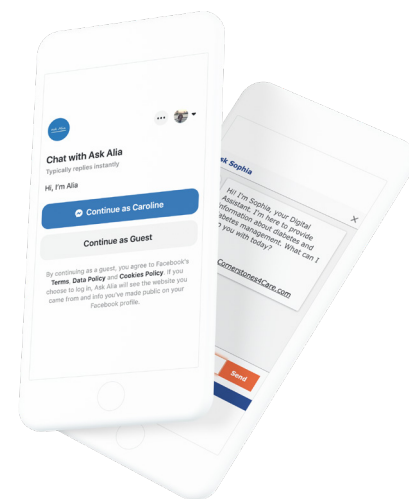 Chat with Ask Alia
Typically replies instantly
Hi, I'm Alia
Continue as Caroline
Continue as Guest
By continuing as a guest, you agree to Facebook's
Terms, Data Policy and Cookies Policy. If you
choose to log in, Ask Alia will see the website you
came from and info you've made public on your
Facebook profile.
Sophia
Hi! I'm Sophia, your Digital
Assistant. I'm here to provide
information about diabetes and
diabetes management. What can I
you with today?
Cornerstones4Care.com
Send